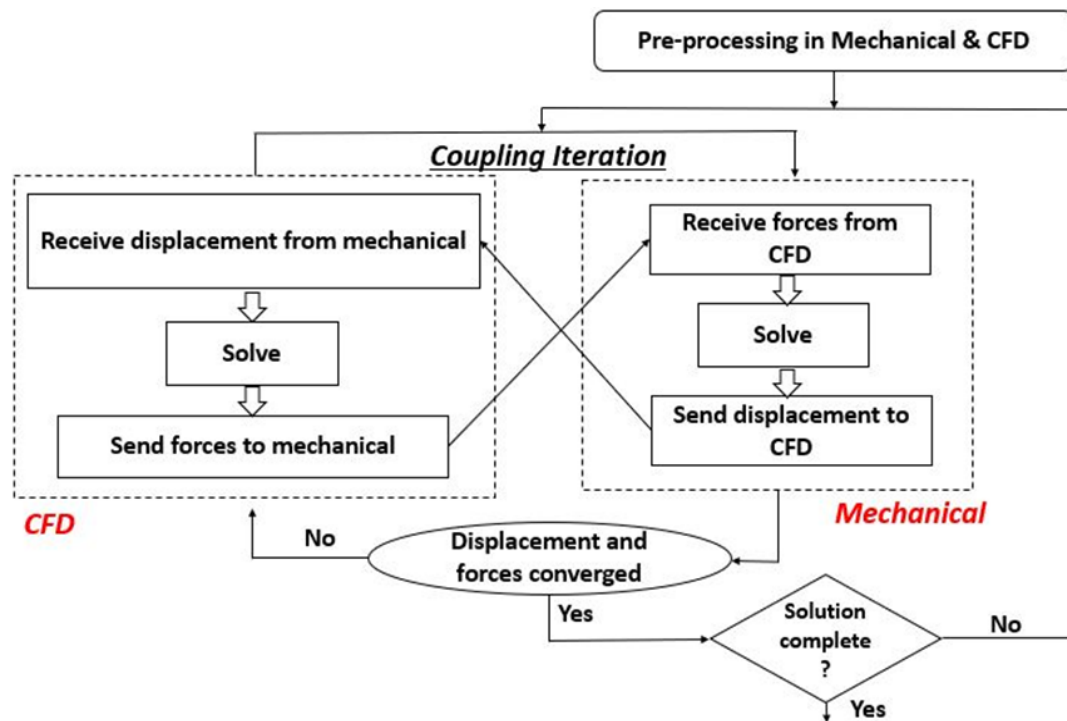 Pre-processing in Mechanical & CFD
Coupling Iteration
Receive displacement from mechanical
Solve
Send forces to mechanical
CFD
Receive forces from
CFD
Solve
Send displacement to
CFD
Mechanical
No
Displacement and
forces converged
Yes
Solution
complete
?
No
Yes